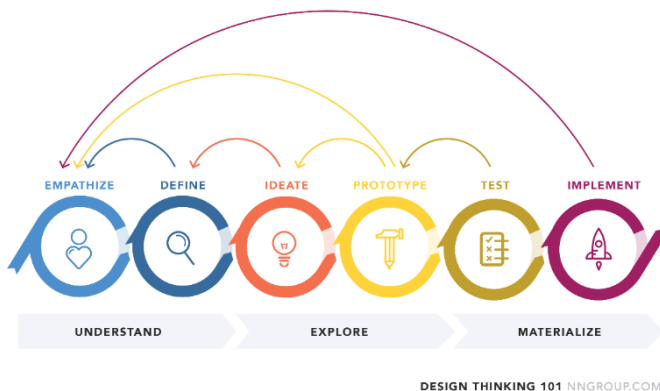 EMPATHIZE DEFINE IDEATE PROTOTYPE TEST IMPLEMENT
UNDERSTAND EXPLORE MATERIALIZE
DESIGN THINKING 101 NNGROUP.COM